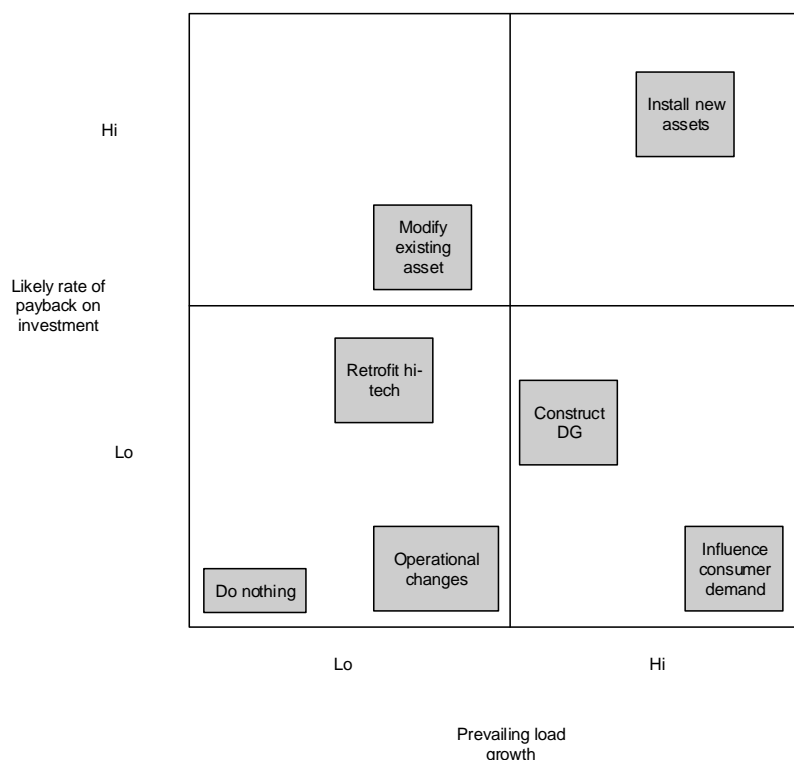 Install new
assets
Hi
Modify
existing
asset
Likely rate of
payback on
investment
Retrofit hi-
tech
Construct
DG
Lo
Operational
changes
Influence
consumer
demand
Do nothing
Lo
Hi
Prevailing load
growth